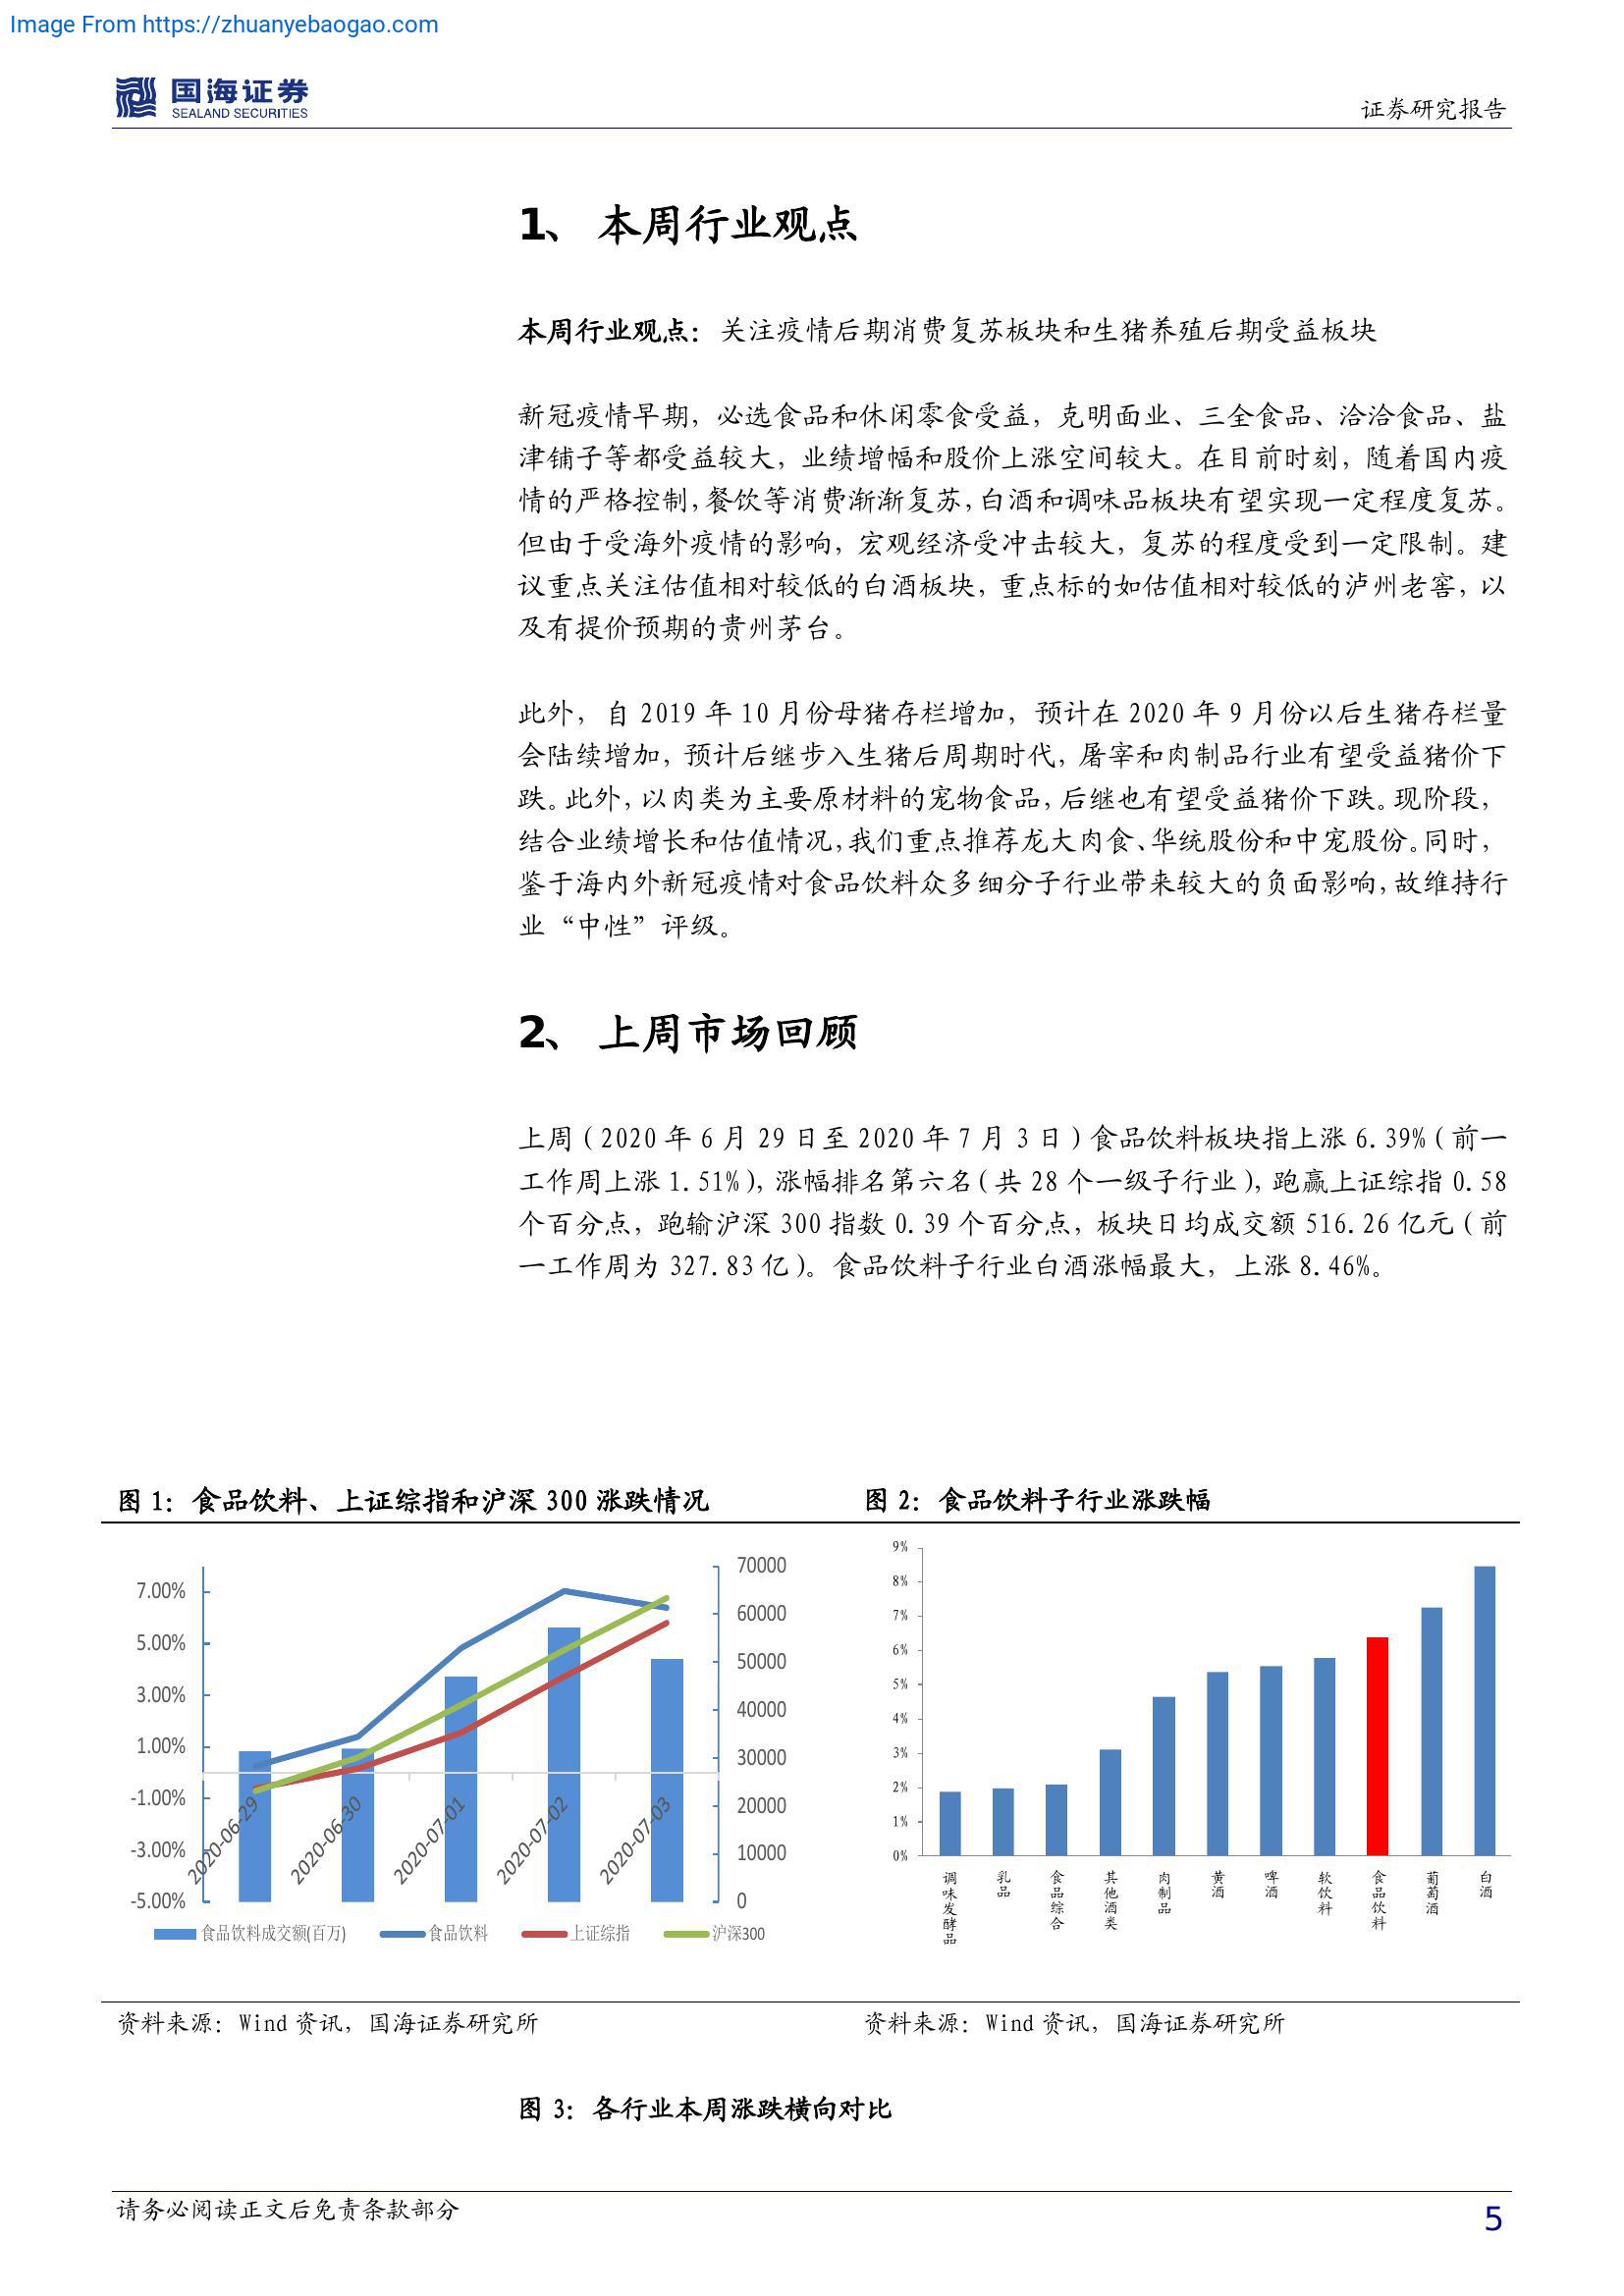 Image From https://zhuanyebaogao.com
国海证券
SEALAND SECURITIES
证券研究报告
1、 本周行业观点
本周行业观点：关注疫情后期消费复苏板块和生猪养殖后期受益板块
新冠疫情早期，必选食品和休闲零食受益，克明面业、三全食品、洽洽食品、盐
津铺子等都受益较大，业绩增幅和股价上涨空间较大。在目前时刻，随着国内疫
情的严格控制，餐饮等消费渐渐复苏，白酒和调味品板块有望实现一定程度复苏。
但由于受海外疫情的影响，宏观经济受冲击较大，复苏的程度受到一定限制。建
议重点关注估值相对较低的白酒板块，重点标的如估值相对较低的泸州老窖，以
及有提价预期的贵州茅台。
此外，自 2019 年 10 月份母猪存栏增加，预计在 2020 年 9 月份以后生猪存栏量
会陆续增加，预计后继步入生猪后周期时代，屠宰和肉制品行业有望受益猪价下
跌。此外，以肉类为主要原材料的宠物食品，后继也有望受益猪价下跌。现阶段，
结合业绩增长和估值情况，我们重点推荐龙大肉食、华统股份和中宠股份。同时，
鉴于海内外新冠疫情对食品饮料众多细分子行业带来较大的负面影响，故维持行
业“中性”评级。
2、 上周市场回顾
上周（2020 年 6 月 29 日至 2020 年 7 月 3 日）食品饮料板块指上涨 6.39%（前一
工作周上涨 1.51%），涨幅排名第六名（共 28 个一级子行业），跑赢上证综指 0.58
个百分点，跑输沪深 300 指数 0.39 个百分点，板块日均成交额 516.26 亿元（前
一工作周为 327.83 亿）。食品饮料子行业白酒涨幅最大，上涨 8.46%。
图 1：食品饮料、上证综指和沪深 300 涨跌情况
7.00%
5.00%
3.00%
1.00%
-1.00%
-3.00%
-5.00%
70000
60000
50000
40000
30000
20000
10000
0
2020-06-29
2020-06-30
2020-07-01
2020-07-02
2020-07-03
食品饮料成交额(百万)
食品饮料
上证综指
沪深300
图 2：食品饮料子行业涨跌幅
9%
8%
7%
6%
5%
4%
3%
2%
1%
0%
调味发酵品
乳品
食品综合
其他酒类
肉制品
黄酒
啤酒
软饮料
食品饮料
葡萄酒
白酒
资料来源：Wind 资讯，国海证券研究所
资料来源：Wind 资讯，国海证券研究所
图 3：各行业本周涨跌横向对比
请务必阅读正文后免责条款部分
5